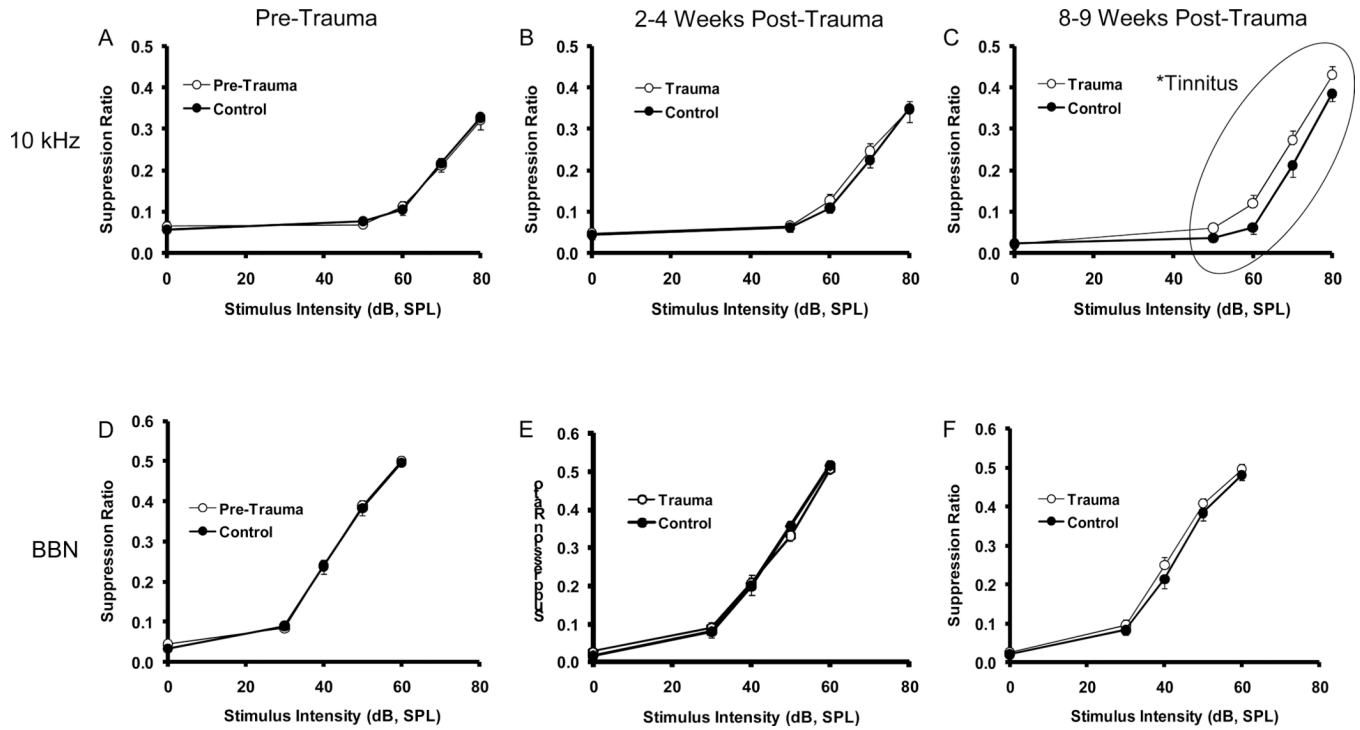 Pre-Trauma
2-4 Weeks Post-Trauma
8-9 Weeks Post-Trauma
10 kHz
A
Suppression Ratio
0.5
0.4
0.3
0.2
0.1
0.0
Pre-Trauma
Control
0 20 40 60 80
Stimulus Intensity (dB, SPL)
B
Suppression Ratio
0.5
0.4
0.3
0.2
0.1
0.0
Trauma
Control
0 20 40 60 80
Stimulus Intensity (dB, SPL)
C
Suppression Ratio
0.5
0.4
0.3
0.2
0.1
0.0
Trauma
Control
*Tinnitus
0 20 40 60 80
Stimulus Intensity (dB, SPL)
BBN
D
Suppression Ratio
0.6
0.5
0.4
0.3
0.2
0.1
0.0
Pre-Trauma
Control
0 20 40 60 80
Stimulus Intensity (dB, SPL)
E
Suppression Ratio
0.6
0.5
0.4
0.3
0.2
0.1
0.0
Trauma
Control
0 20 40 60 80
Stimulus Intensity (dB, SPL)
F
Suppression Ratio
0.6
0.5
0.4
0.3
0.2
0.1
0.0
Trauma
Control
0 20 40 60 80
Stimulus Intensity (dB, SPL)